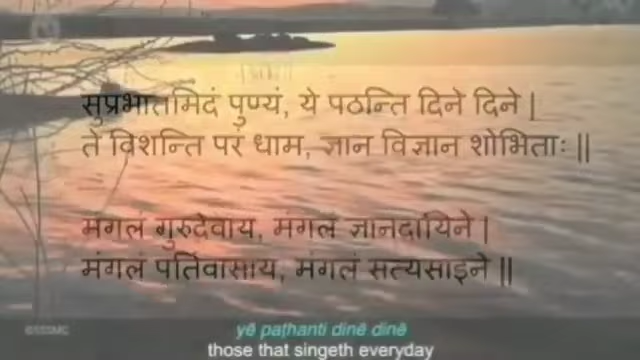 सुप्रभातमिदं पुण्यं, ये पठन्ति दिने दिने |
ते विशन्ति परं धाम, ज्ञान विज्ञान शोभिताः ||
मंगलं गुरुदेवाय, मंगलं ज्ञानदायिने |
मंगलं पर्तिवासाय, मंगलं सत्यसाइने ||
©SSSMC
yē paṭhanti dinē dinē
those that singeth everyday